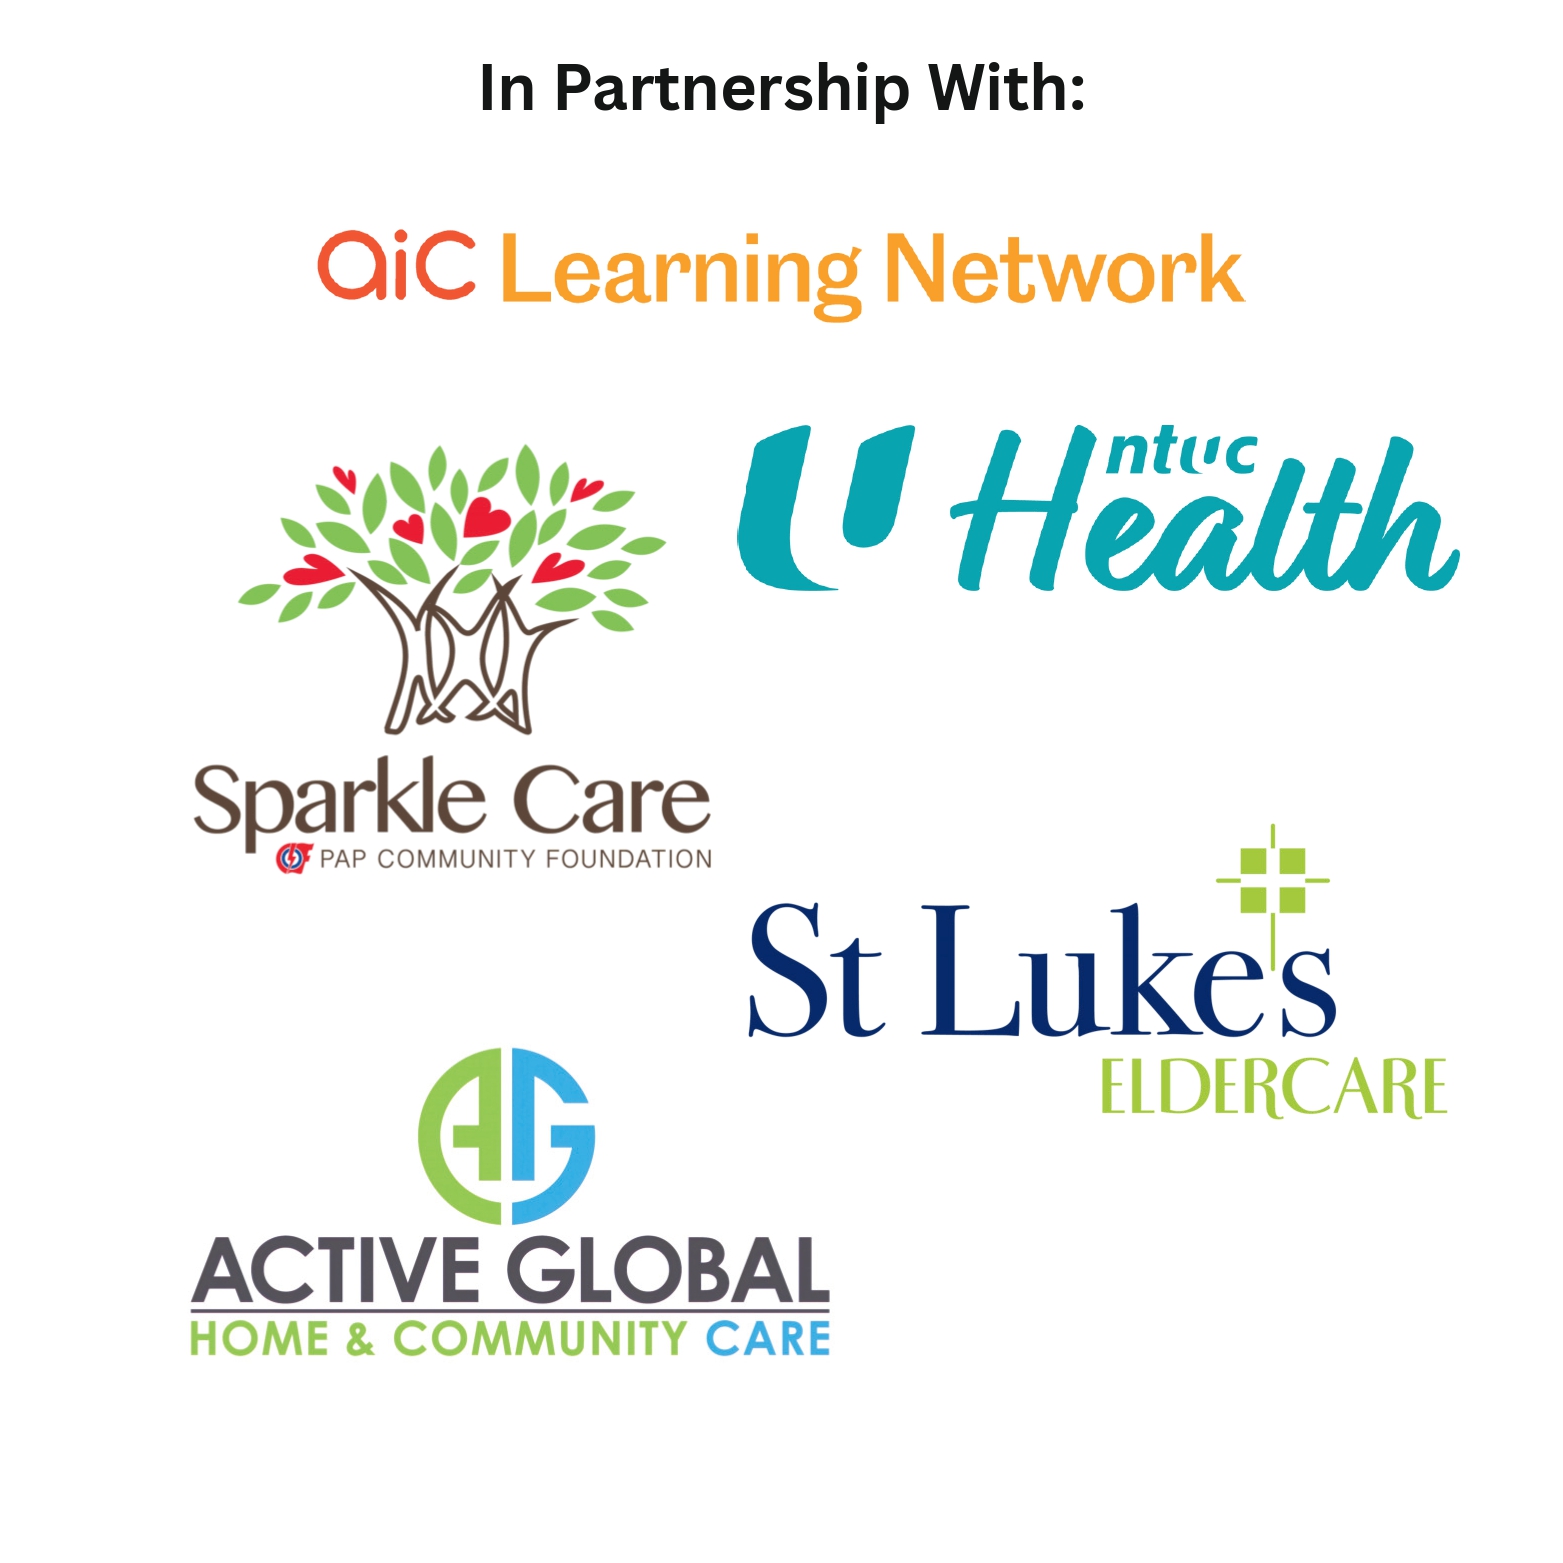 In Partnership With:
aic Learning Network
ntuc
Health
Sparkle Care
PAP COMMUNITY FOUNDATION
St Luke's
ELDERCARE
AG
ACTIVE GLOBAL
HOME & COMMUNITY CARE